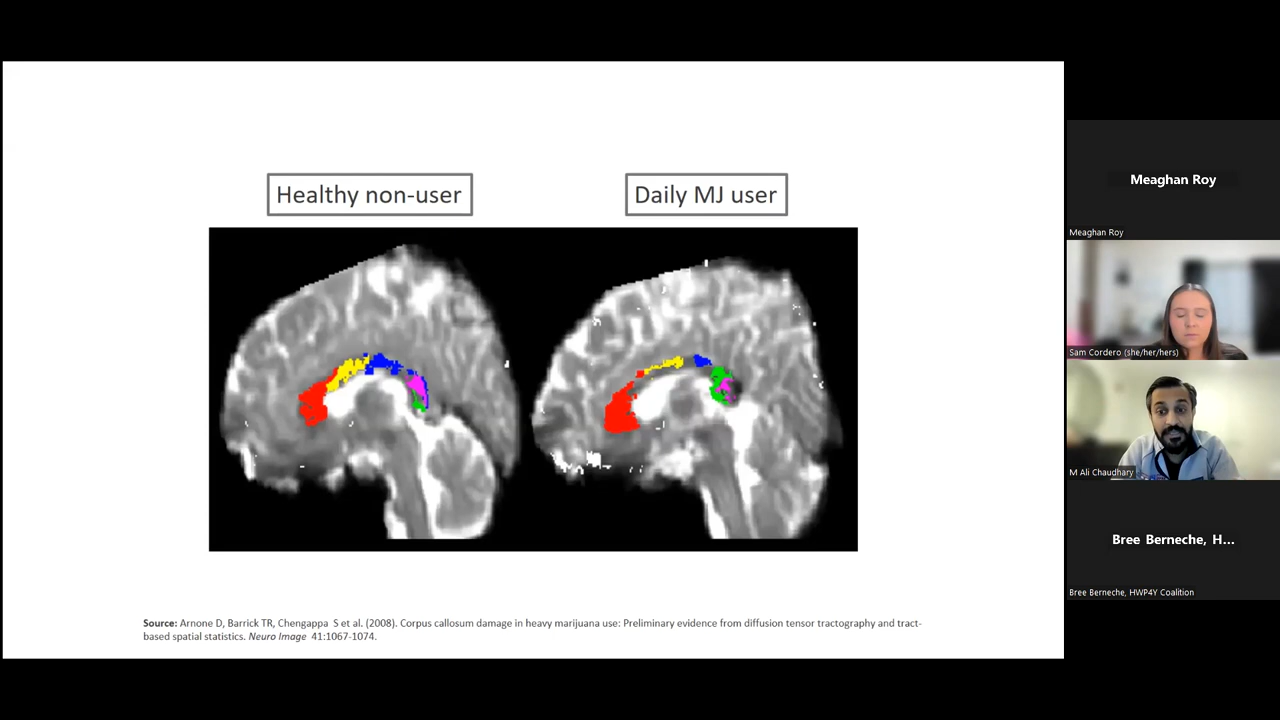 Healthy non-user
Daily MJ user
Source: Arnone D, Barrick TR, Chengappa S et al. (2008). Corpus callosum damage in heavy marijuana use: Preliminary evidence from diffusion tensor tractography and tract-
based spatial statistics. Neuro Image 41:1067-1074.
Meaghan Roy
Meaghan Roy
Sam Cordero (she/her/hers)
M Ali Chaudhary
Bree Berneche, H...
Bree Berneche, HWP4Y Coalition